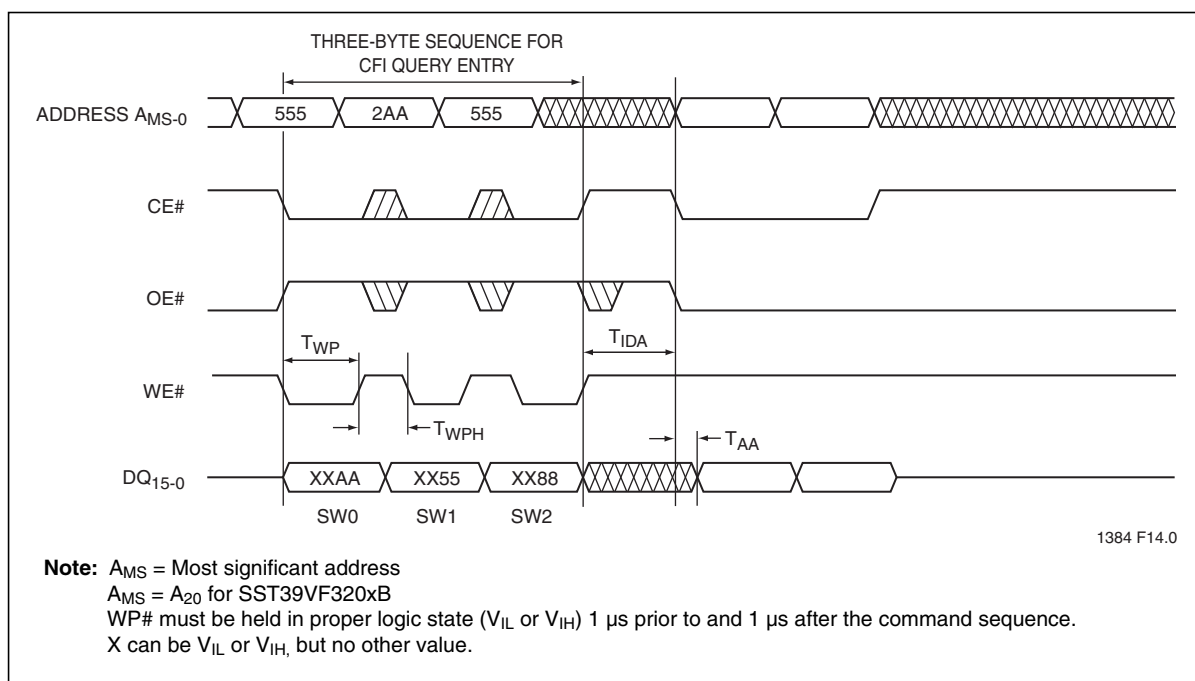 THREE-BYTE SEQUENCE FOR
CFI QUERY ENTRY
ADDRESS AMS-0
555 2AA 555
CE#
OE#
TWP TIDA
WE#
TWPH TAA
DQ15-0
XXAA XX55 XX88
SW0 SW1 SW2
1384 F14.0
Note: AMS = Most significant address
AMS = A20 for SST39VF320xB
WP# must be held in proper logic state (VIL or VIH) 1 µs prior to and 1 µs after the command sequence.
X can be VIL or VIH, but no other value.